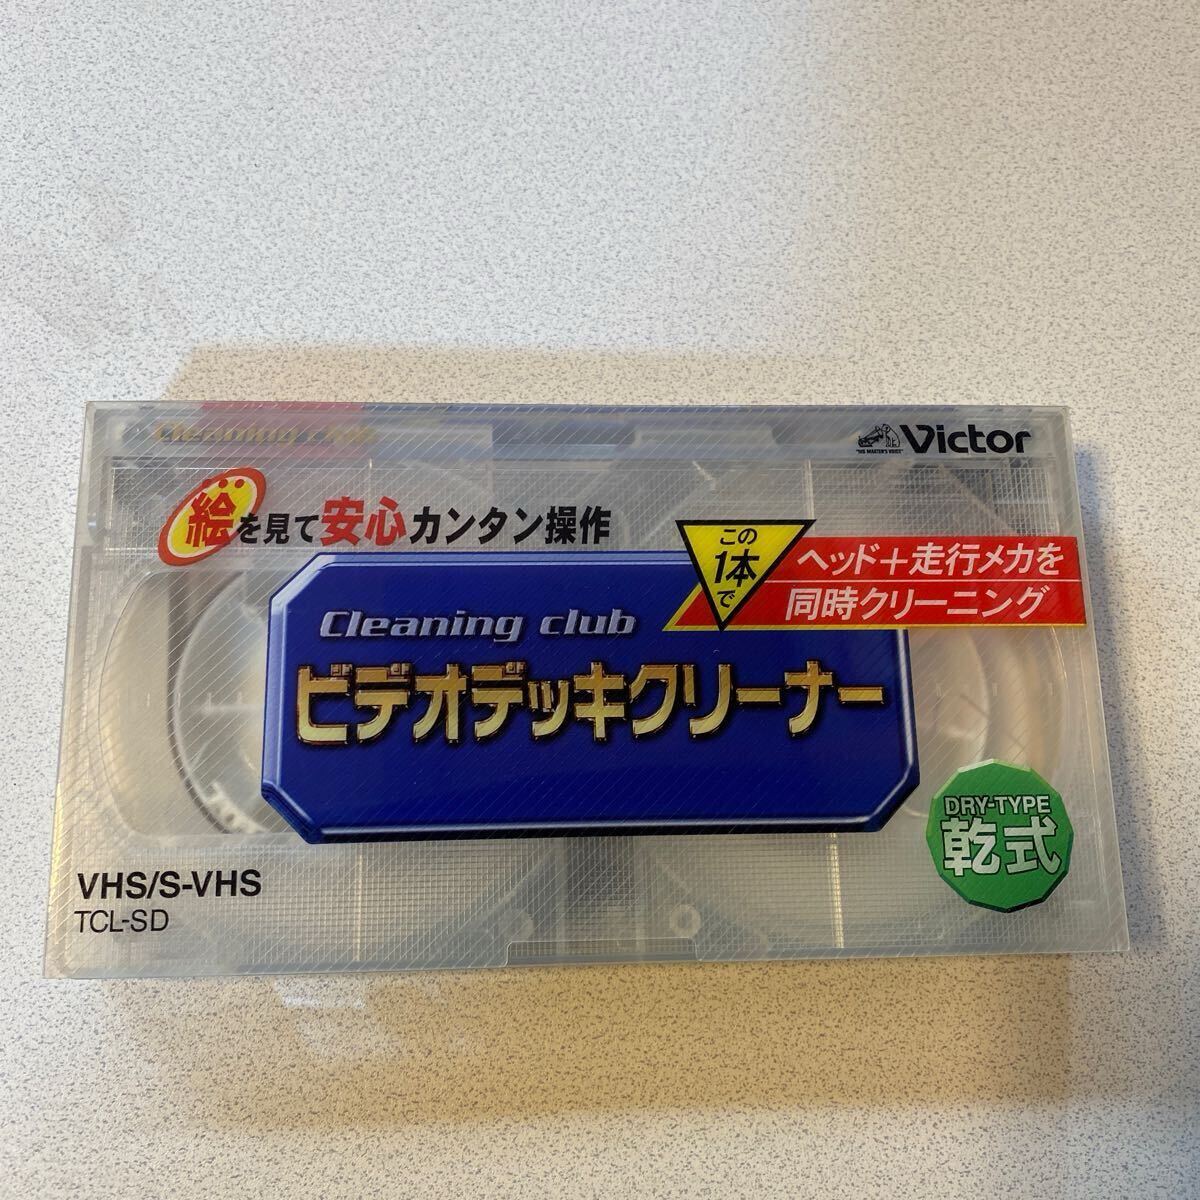 Cleaning club
"HIS MASTER'S VOICE"
Victor
絵を見て安心カンタン操作
この
1本
で
ヘッド+走行メカを
同時クリーニング
Cleaning club
ビデオデッキクリーナー
DRY-TYPE
乾式
VHS/S-VHS
TCL-SD